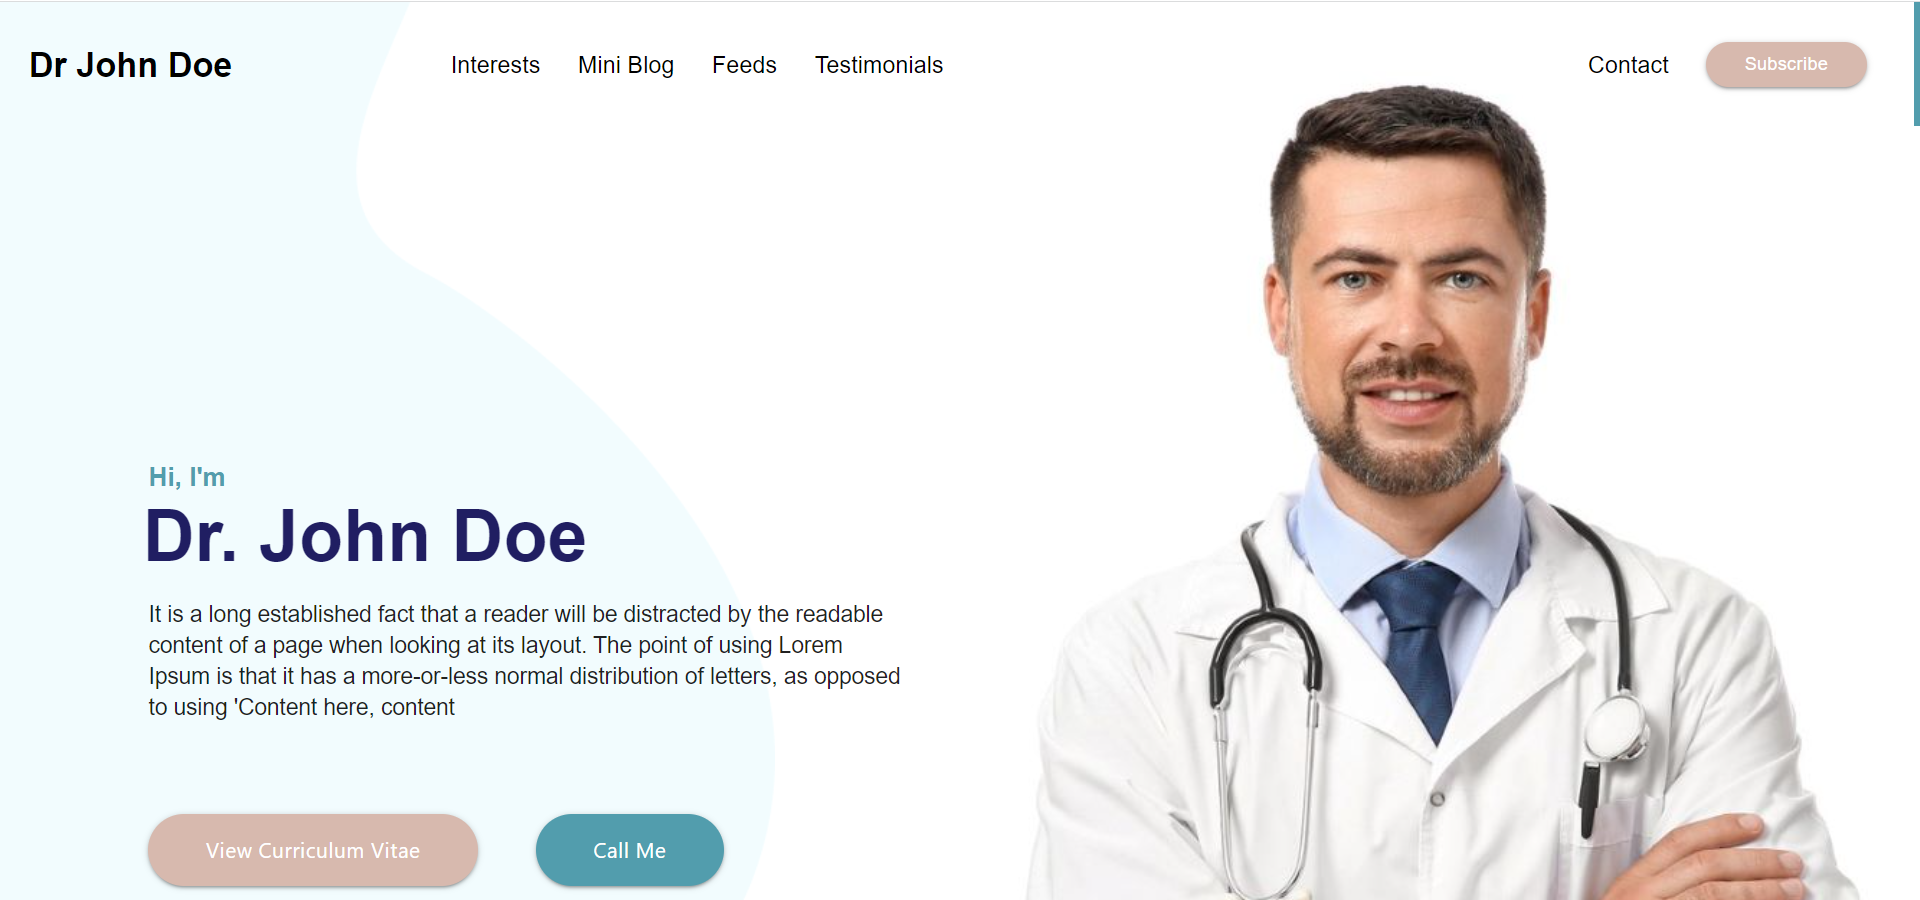 Dr John Doe
Interests
Mini Blog
Feeds
Testimonials
Contact
Subscribe
Hi, I'm
Dr. John Doe
It is a long established fact that a reader will be distracted by the readable
content of a page when looking at its layout. The point of using Lorem
Ipsum is that it has a more-or-less normal distribution of letters, as opposed
to using 'Content here, content
View Curriculum Vitae
Call Me